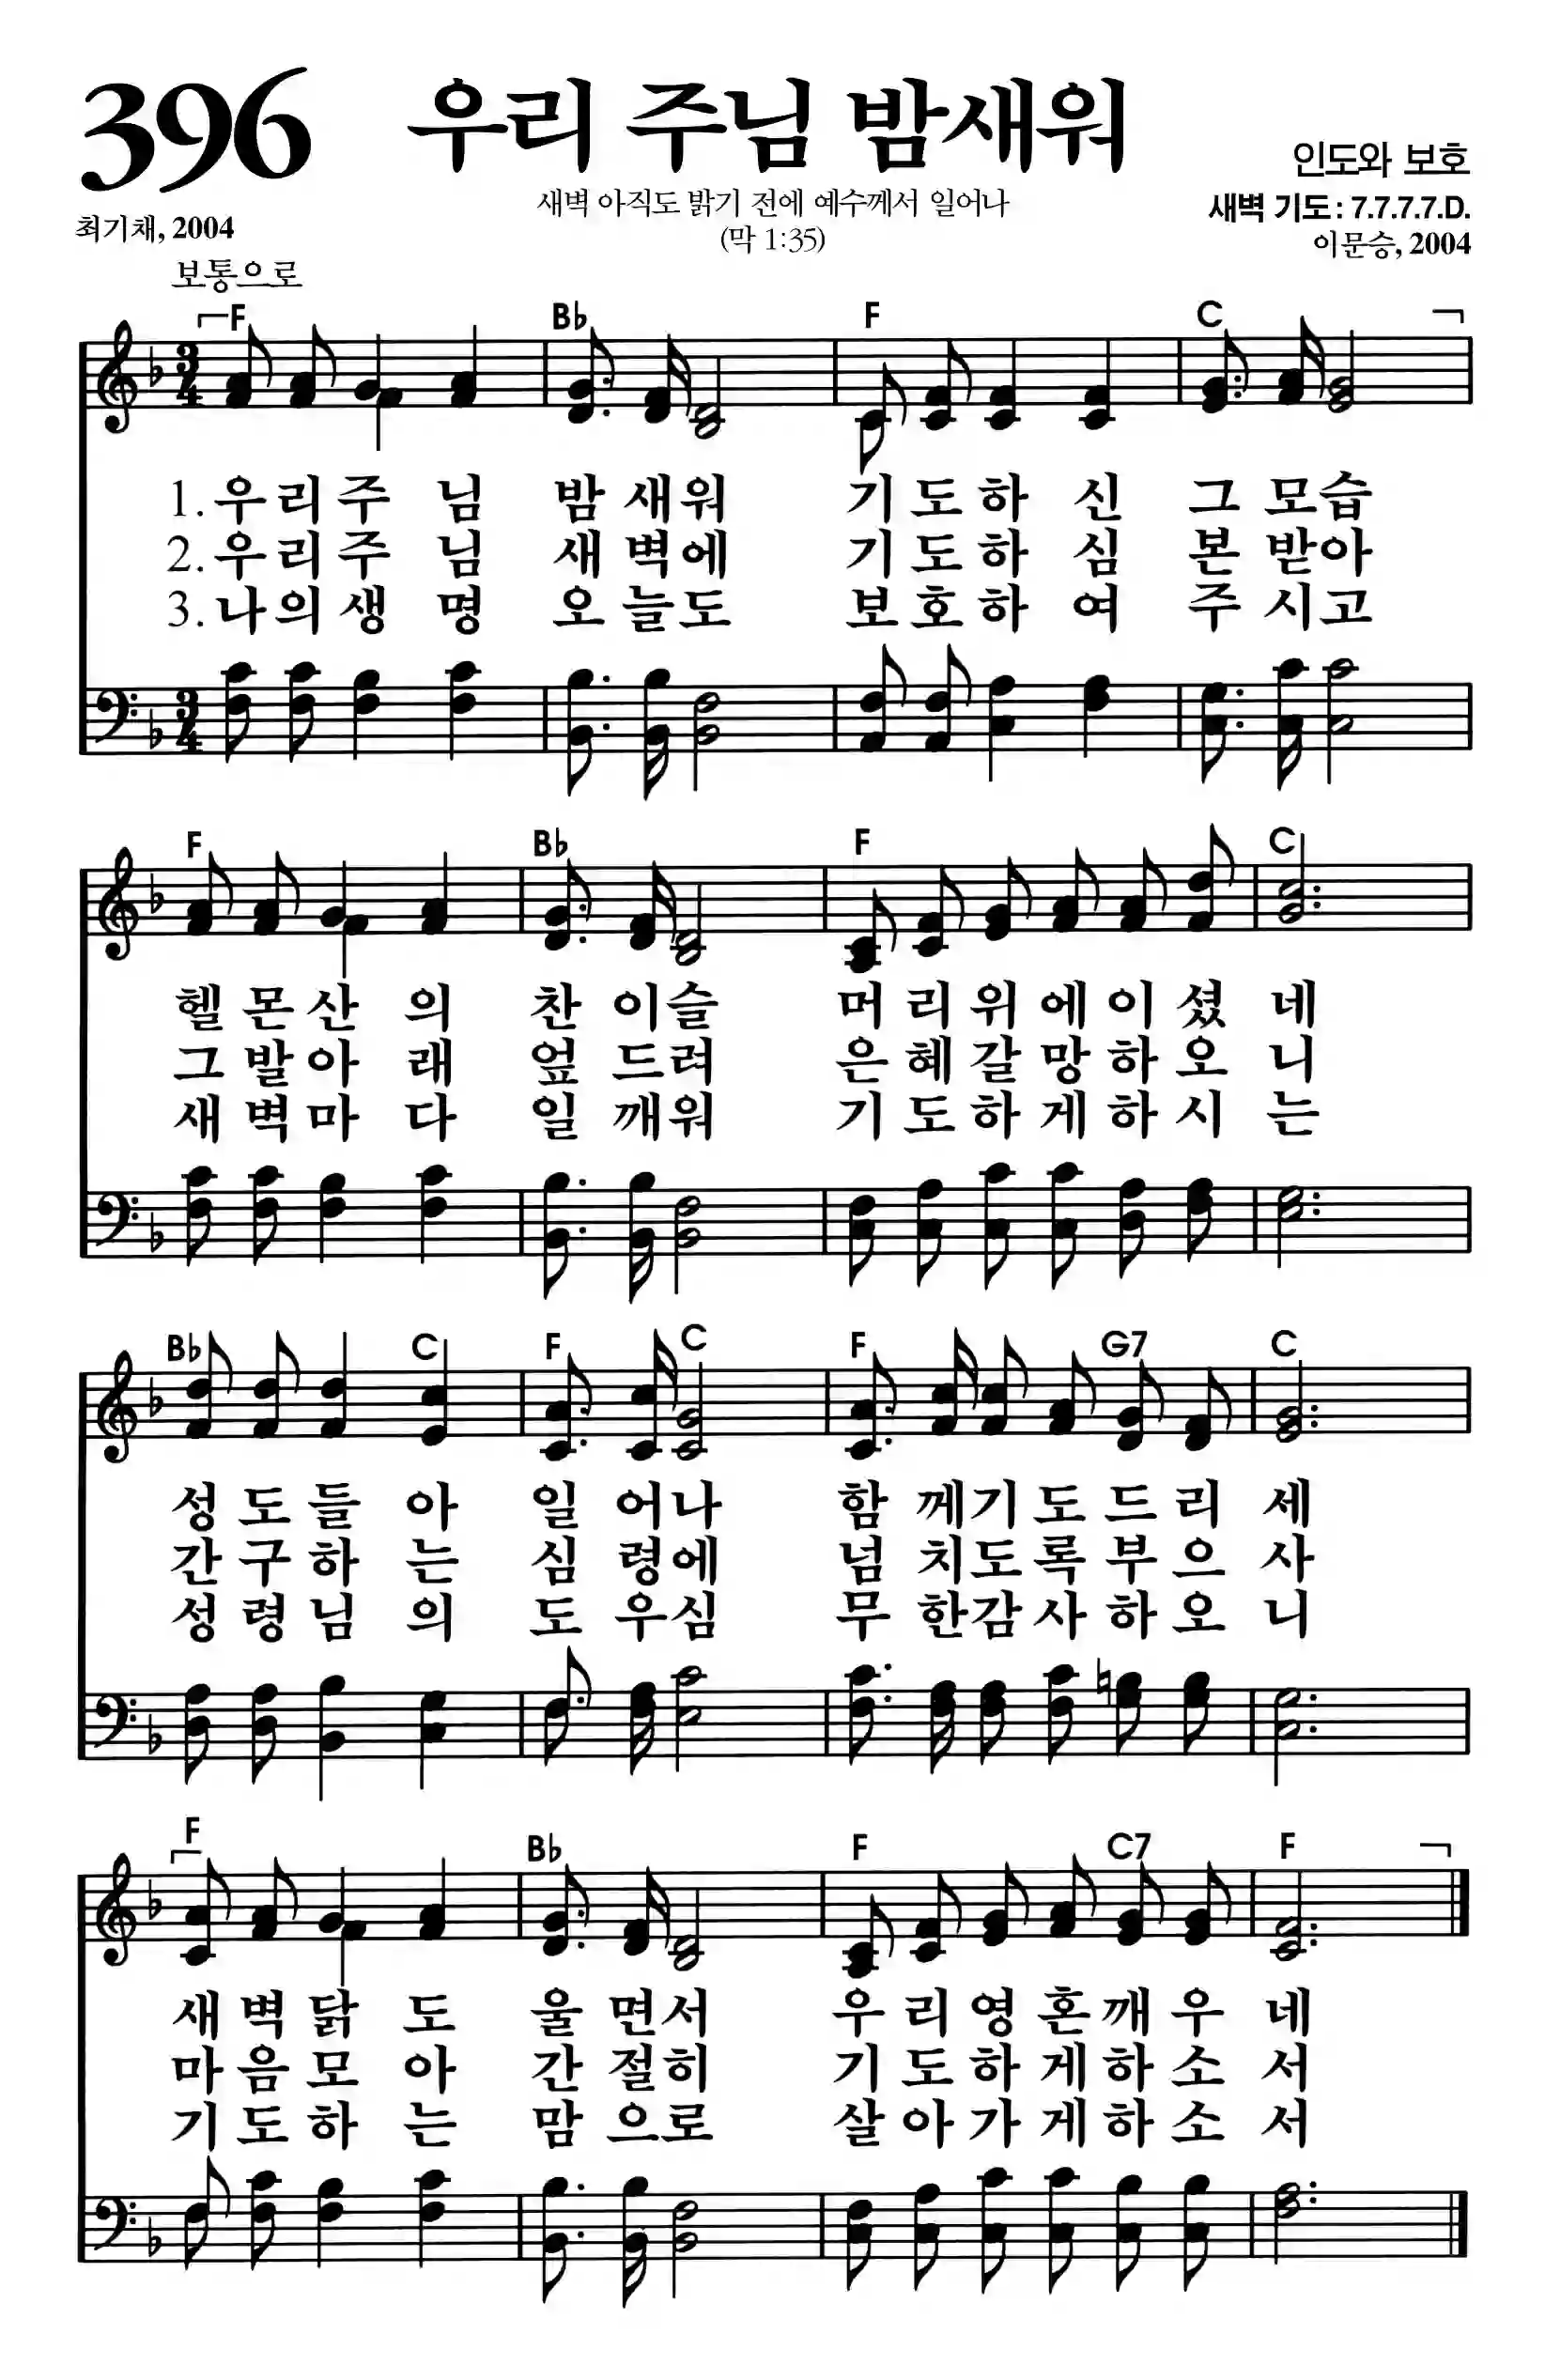 396 우리 주님 밤새워
인도와 보호
새벽 아직도 밝기 전에 예수께서 일어나
새벽 기도: 7.7.7.7.D.
최기채, 2004
(막 1:35)
이문승, 2004
보통으로
F B♭ F C
3/4
1. 우리주 님 밤 새워 기 도하 신 그 모습
2. 우리주 님 새 벽에 기 도하 심 본 받아
3. 나의생 명 오 늘도 보 호하 여 주 시고
3/4
F B♭ F C
헬 몬산 의 찬 이슬 머 리 위 에 이 셨 네
그 발아 래 엎 드려 은 혜 갈 망 하 오 니
새 벽마 다 일 깨워 기 도 하 게 하 시 는
B♭ C F C F G7 C
성 도들 아 일 어나 함 께기 도 드 리 세
간 구하 는 심 령에 넘 치도 록 부 으 사
성 령님 의 도 우심 무 한감 사 하 오 니
F B♭ F C7 F
새 벽닭 도 울 면서 우 리 영 혼 깨 우 네
마 음모 아 간 절히 기 도 하 게 하 소 서
기 도하 는 맘 으로 살 아 가 게 하 소 서